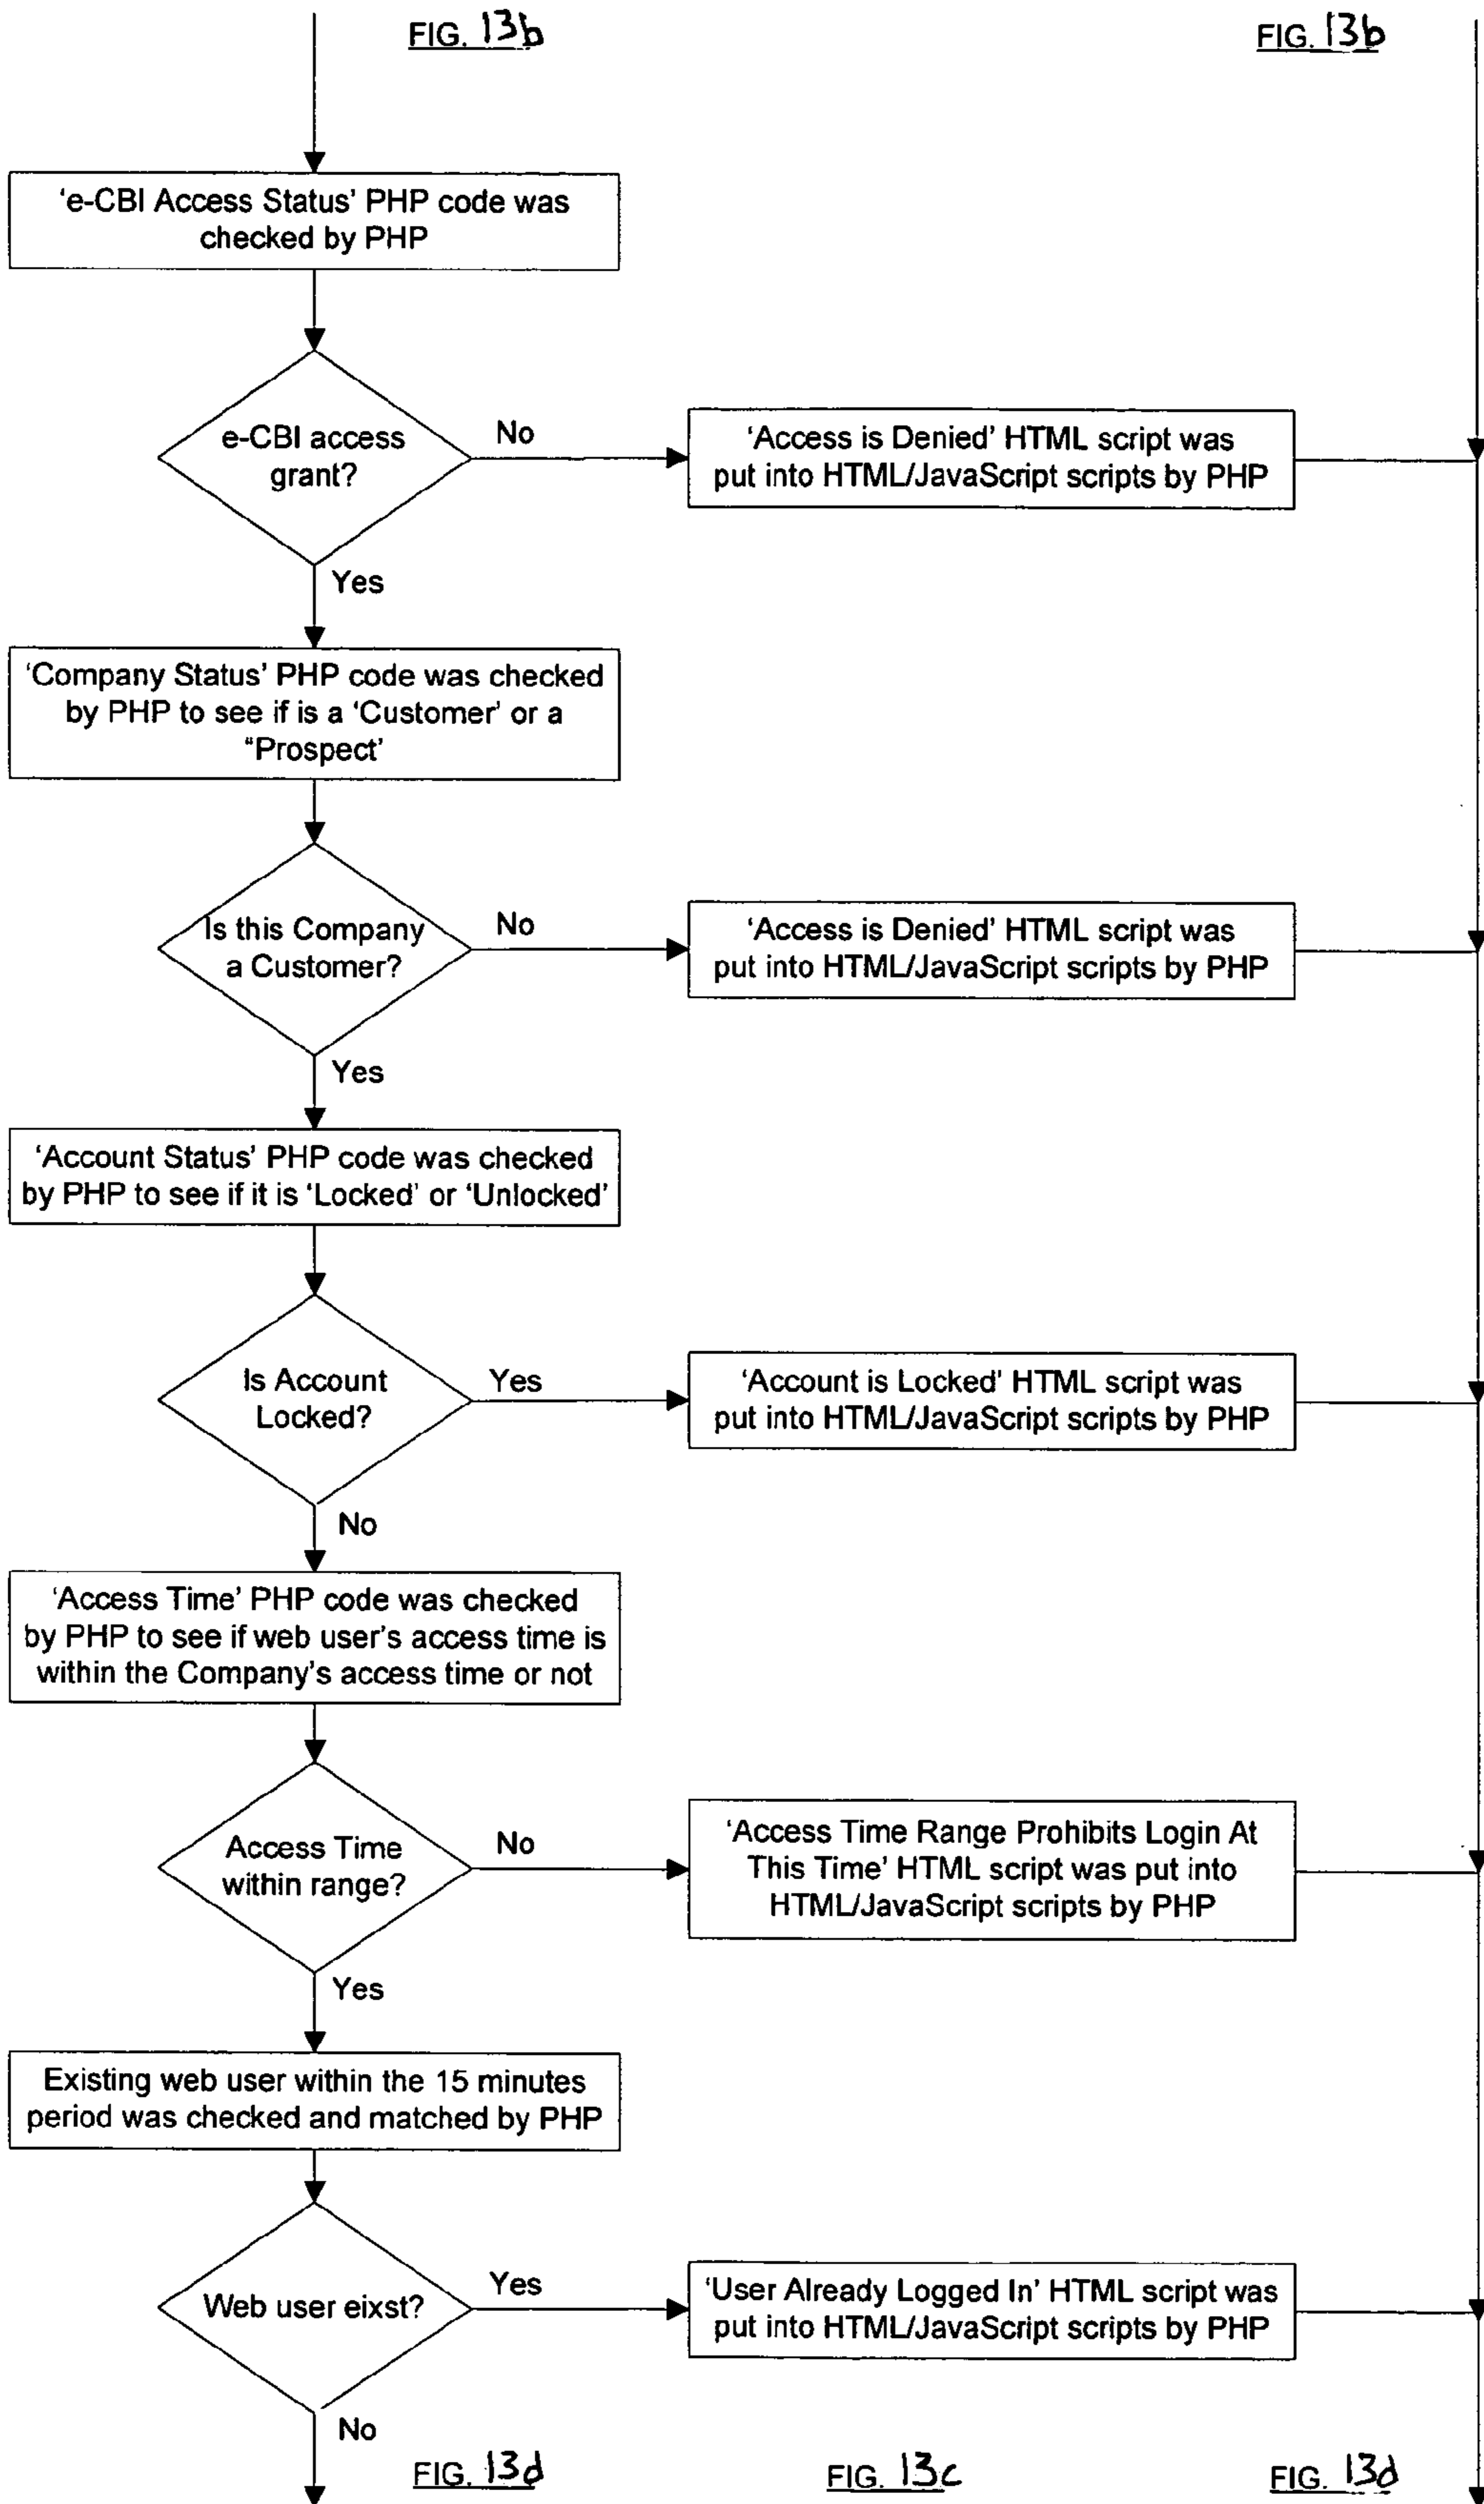 FIG. 13b
FIG. 13b
‘e-CBI Access Status’ PHP code was
checked by PHP
e-CBI access
grant?
No
‘Access is Denied’ HTML script was
put into HTML/JavaScript scripts by PHP
Yes
‘Company Status’ PHP code was checked
by PHP to see if is a ‘Customer’ or a
“Prospect’
Is this Company
a Customer?
No
‘Access is Denied’ HTML script was
put into HTML/JavaScript scripts by PHP
Yes
‘Account Status’ PHP code was checked
by PHP to see if it is ‘Locked’ or ‘Unlocked’
Is Account
Locked?
Yes
‘Account is Locked’ HTML script was
put into HTML/JavaScript scripts by PHP
No
‘Access Time’ PHP code was checked
by PHP to see if web user’s access time is
within the Company’s access time or not
Access Time
within range?
No
‘Access Time Range Prohibits Login At
This Time’ HTML script was put into
HTML/JavaScript scripts by PHP
Yes
Existing web user within the 15 minutes
period was checked and matched by PHP
Web user eixst?
Yes
‘User Already Logged In’ HTML script was
put into HTML/JavaScript scripts by PHP
No
FIG. 13d
FIG. 13c
FIG. 13d